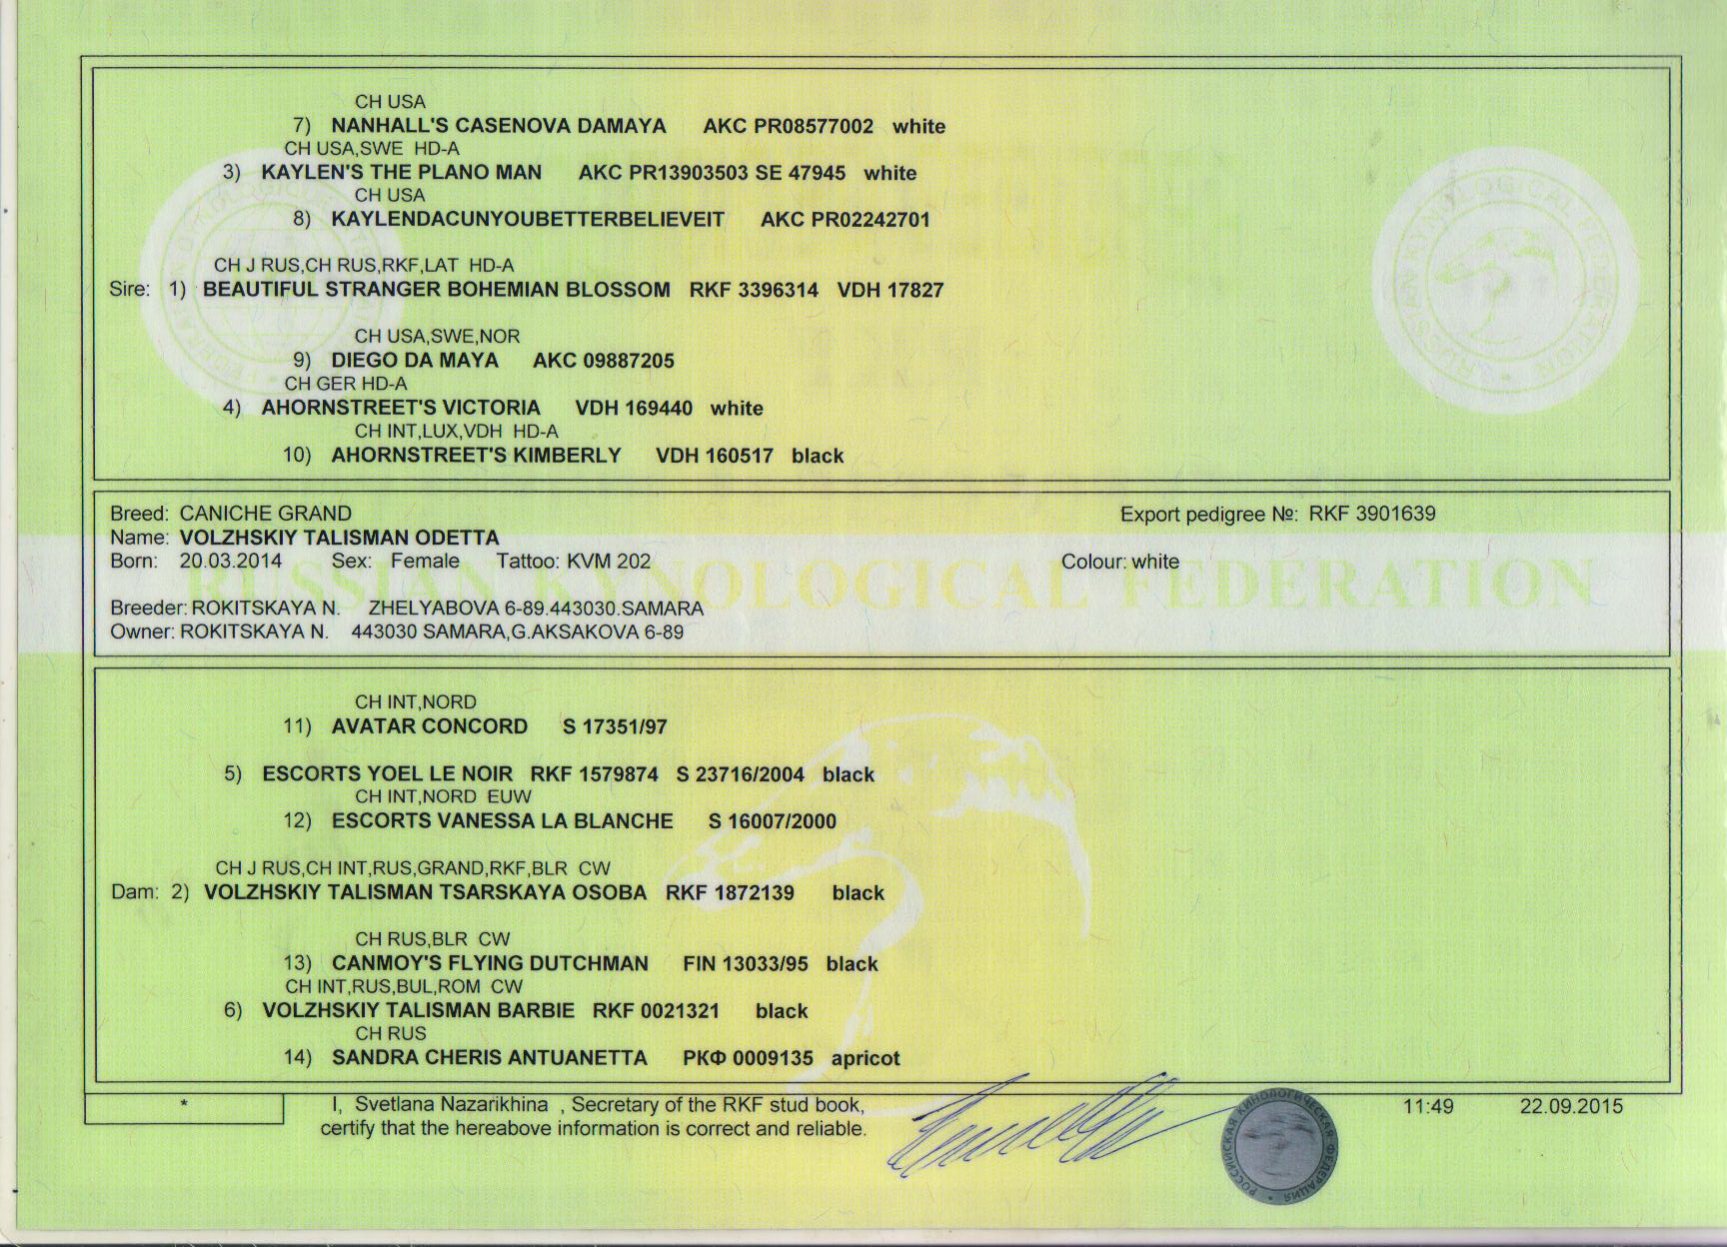 CH USA
7) NANHALL'S CASENOVA DAMAYA AKC PR08577002 white
CH USA,SWE HD-A
3) KAYLEN'S THE PLANO MAN AKC PR13903503 SE 47945 white
CH USA
8) KAYLENDACUNYOUBETTERBELIEVEIT AKC PR02242701
CH J RUS,CH RUS,RKF,LAT HD-A
Sire: 1) BEAUTIFUL STRANGER BOHEMIAN BLOSSOM RKF 3396314 VDH 17827
CH USA,SWE,NOR
9) DIEGO DA MAYA AKC 09887205
CH GER HD-A
4) AHORNSTREET'S VICTORIA VDH 169440 white
CH INT,LUX,VDH HD-A
10) AHORNSTREET'S KIMBERLY VDH 160517 black
Breed: CANICHE GRAND Export pedigree №: RKF 3901639
Name: VOLZHSKIY TALISMAN ODETTA
Born: 20.03.2014 Sex: Female Tattoo: KVM 202 Colour: white
RUSSIAN KYNOLOGICAL FEDERATION
Breeder: ROKITSKAYA N. ZHELYABOVA 6-89.443030.SAMARA
Owner: ROKITSKAYA N. 443030 SAMARA,G.AKSAKOVA 6-89
CH INT,NORD
11) AVATAR CONCORD S 17351/97
5) ESCORTS YOEL LE NOIR RKF 1579874 S 23716/2004 black
CH INT,NORD EUW
12) ESCORTS VANESSA LA BLANCHE S 16007/2000
CH J RUS,CH INT,RUS,GRAND,RKF,BLR CW
Dam: 2) VOLZHSKIY TALISMAN TSARSKAYA OSOBA RKF 1872139 black
CH RUS,BLR CW
13) CANMOY'S FLYING DUTCHMAN FIN 13033/95 black
CH INT,RUS,BUL,ROM CW
6) VOLZHSKIY TALISMAN BARBIE RKF 0021321 black
CH RUS
14) SANDRA CHERIS ANTUANETTA РКФ 0009135 apricot
* I, Svetlana Nazarikhina , Secretary of the RKF stud book, 11:49 22.09.2015
certify that the hereabove information is correct and reliable.
РОССИЙСКАЯ КИНОЛОГИЧЕСКАЯ ФЕДЕРАЦИЯ
RUSSIAN KYNOLOGICAL FEDERATION